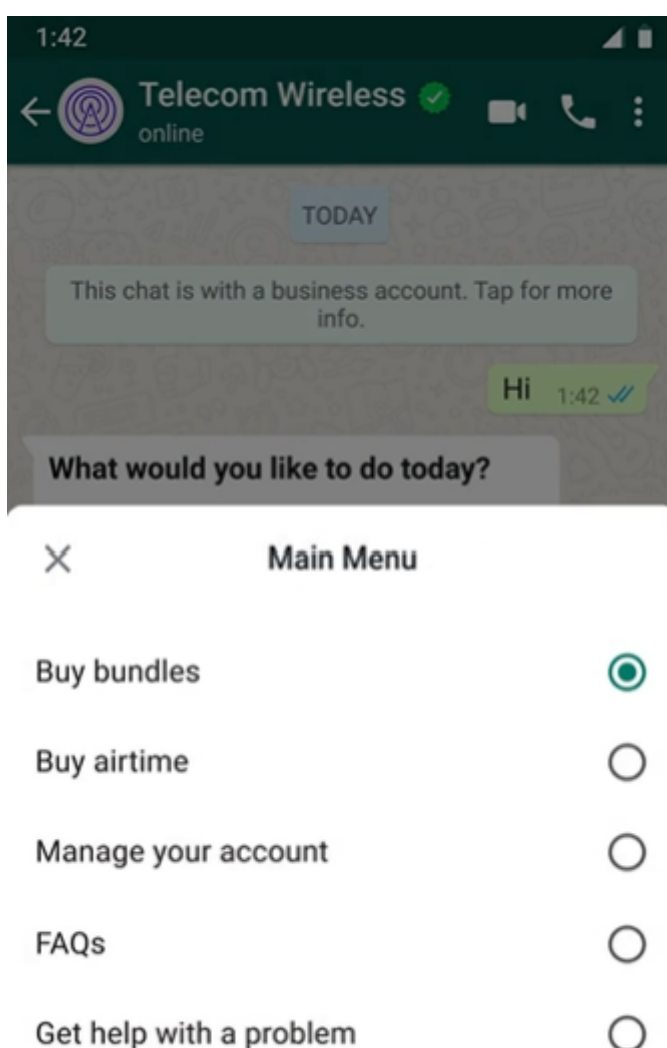 1:42
Telecom Wireless
online
TODAY
This chat is with a business account. Tap for more
info.
Hi 1:42
What would you like to do today?
Main Menu
Buy bundles
Buy airtime
Manage your account
FAQs
Get help with a problem